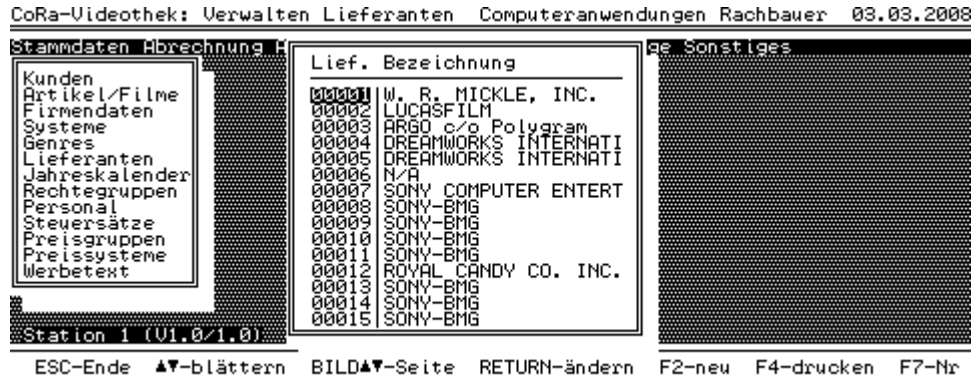 CoRa-Videothek: Verwalten Lieferanten Computeranwendungen Rachbauer 03.03.2008
Stammdaten Abrechnung A
ge Sonstiges
Kunden
Artikel/Filme
Firmendaten
Systeme
Genres
Lieferanten
Jahreskalender
Rechtegruppen
Personal
Steuersätze
Preisgruppen
Preissysteme
Werbetext
Station 1 (V1.0/1.0)
Lief. Bezeichnung
00001|W. R. MICKLE, INC.
00002|LUCASFILM
00003|ARGO c/o Polygram
00004|DREAMWORKS INTERNATI
00005|DREAMWORKS INTERNATI
00006|N/A
00007|SONY COMPUTER ENTERT
00008|SONY-BMG
00009|SONY-BMG
00010|SONY-BMG
00011|SONY-BMG
00012|ROYAL CANDY CO. INC.
00013|SONY-BMG
00014|SONY-BMG
00015|SONY-BMG
ESC-Ende ▲▼-blättern BILD▲▼-Seite RETURN-ändern F2-neu F4-drucken F7-Nr